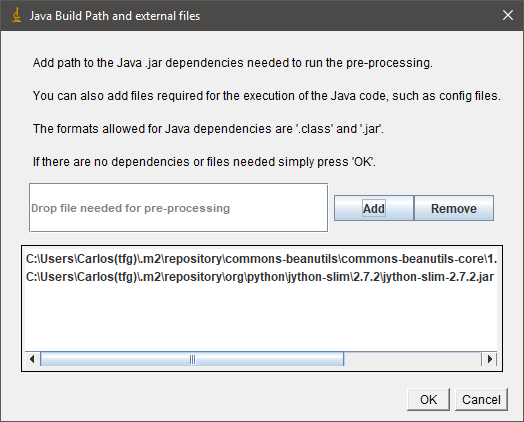 Java Build Path and external files
Add path to the Java .jar dependencies needed to run the pre-processing.
You can also add files required for the execution of the Java code, such as config files.
The formats allowed for Java dependencies are '.class' and '.jar'.
If there are no dependencies or files needed simply press 'OK'.
Drop file needed for pre-processing
Add
Remove
C:\Users\Carlos(tfg)\.m2\repository\commons-beanutils\commons-beanutils-core\1.
C:\Users\Carlos(tfg)\.m2\repository\org\python\jython-slim\2.7.2\jython-slim-2.7.2.jar
OK
Cancel